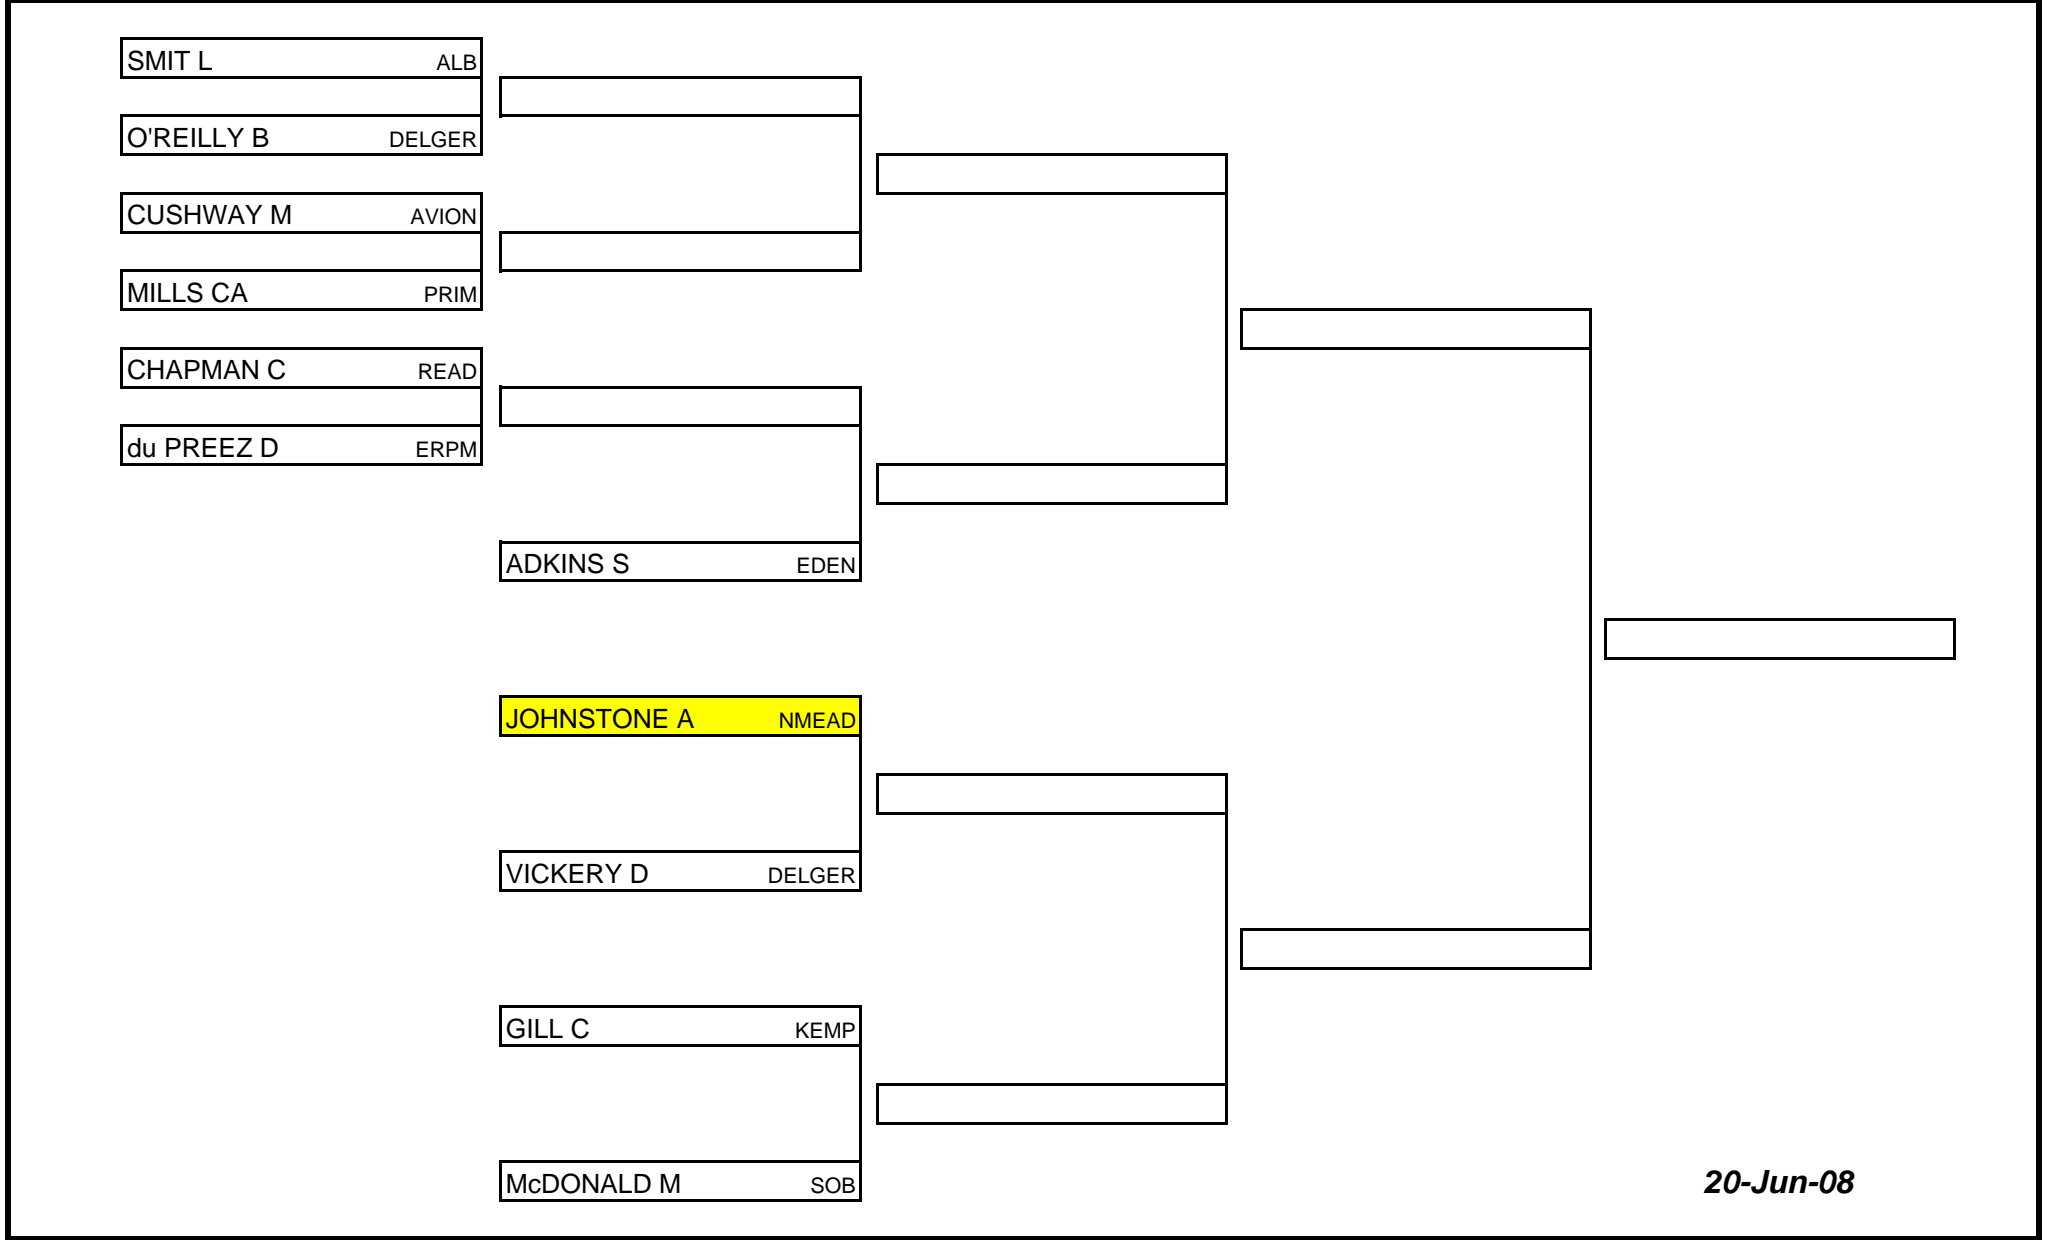 SMIT L ALB
O'REILLY B DELGER
CUSHWAY M AVION
MILLS CA PRIM
CHAPMAN C READ
du PREEZ D ERPM
ADKINS S EDEN
JOHNSTONE A NMEAD
VICKERY D DELGER
GILL C KEMP
McDONALD M SOB
20-Jun-08